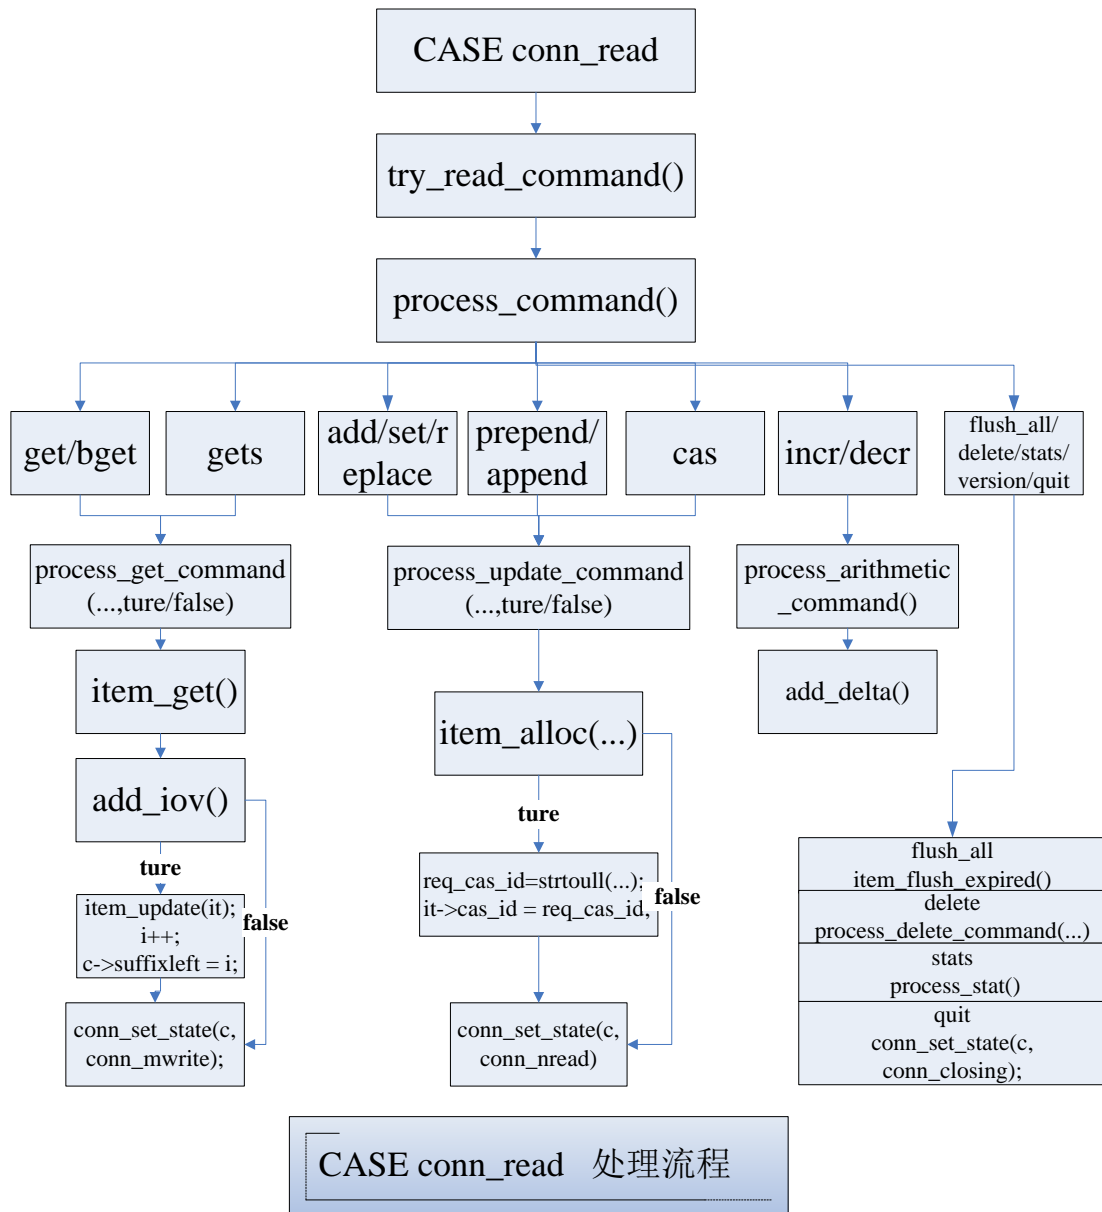 CASE conn_read
try_read_command()
process_command()
get/bget
gets
add/set/r
eplace
prepend/
append
cas
incr/decr
flush_all/
delete/stats/
version/quit
process_get_command
(...,ture/false)
process_update_command
(...,ture/false)
process_arithmetic
_command()
item_get()
item_alloc(...)
add_delta()
add_iov()
ture
false
item_update(it);
i++;
c->suffixleft = i;
conn_set_state(c,
conn_mwrite);
ture
false
req_cas_id=strtoull(...);
it->cas_id = req_cas_id,
conn_set_state(c,
conn_nread)
flush_all
item_flush_expired()
delete
process_delete_command(...)
stats
process_stat()
quit
conn_set_state(c,
conn_closing);
CASE conn_read 处理流程